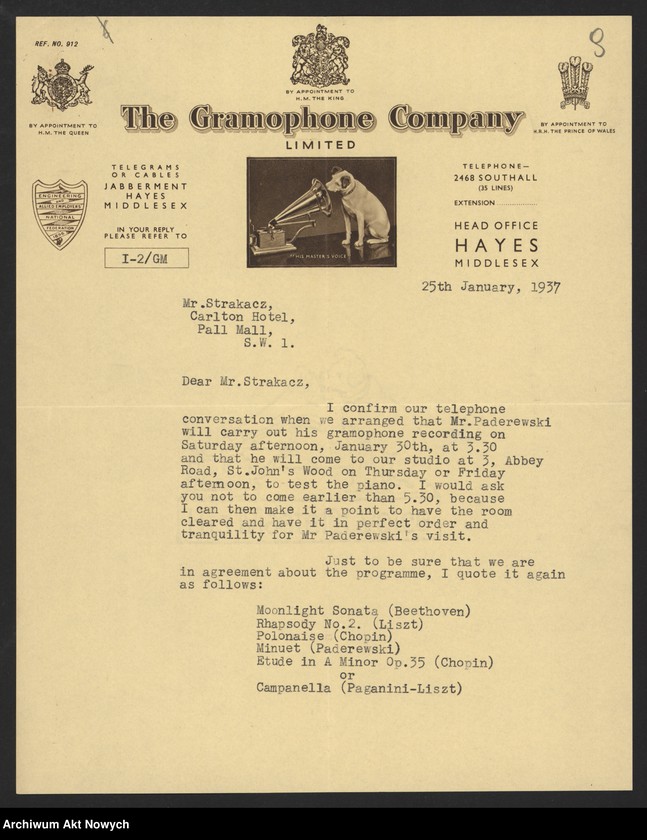 REF. NO. 912
BY APPOINTMENT TO
H.M. THE KING
BY APPOINTMENT TO
H.M. THE QUEEN
BY APPOINTMENT TO
H.R.H. THE PRINCE OF WALES
The Gramophone Company
LIMITED
TELEGRAMS
OR CABLES
JABBERMENT
HAYES
MIDDLESEX
IN YOUR REPLY
PLEASE REFER TO
I-2/GM
ENGINEERING
AND ALLIED EMPLOYERS'
NATIONAL
FEDERATION
"HIS MASTER'S VOICE"
TELEPHONE—
2468 SOUTHALL
(35 LINES)
EXTENSION..............
HEAD OFFICE
HAYES
MIDDLESEX
25th January, 1937
Mr.Strakacz,
Carlton Hotel,
Pall Mall,
S.W. 1.
Dear Mr.Strakacz,
I confirm our telephone
conversation when we arranged that Mr.Paderewski
will carry out his gramophone recording on
Saturday afternoon, January 30th, at 3.30
and that he will come to our studio at 3, Abbey
Road, St.John's Wood on Thursday or Friday
afternoon, to test the piano.  I would ask
you not to come earlier than 5.30, because
I can then make it a point to have the room
cleared and have it in perfect order and
tranquility for Mr Paderewski's visit.
Just to be sure that we are
in agreement about the programme, I quote it again
as follows:
Moonlight Sonata (Beethoven)
Rhapsody No.2. (Liszt)
Polonaise (Chopin)
Minuet (Paderewski)
Etude in A Minor Op.35 (Chopin)
or
Campanella (Paganini-Liszt)
Archiwum Akt Nowych